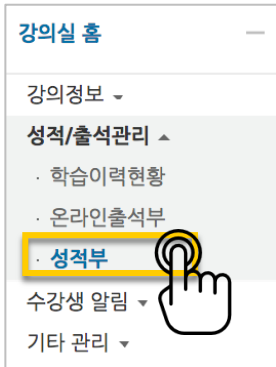 강의실 홈
강의정보
성적/출석관리
· 학습이력현황
· 온라인출석부
· 성적부
수강생 알림
기타 관리